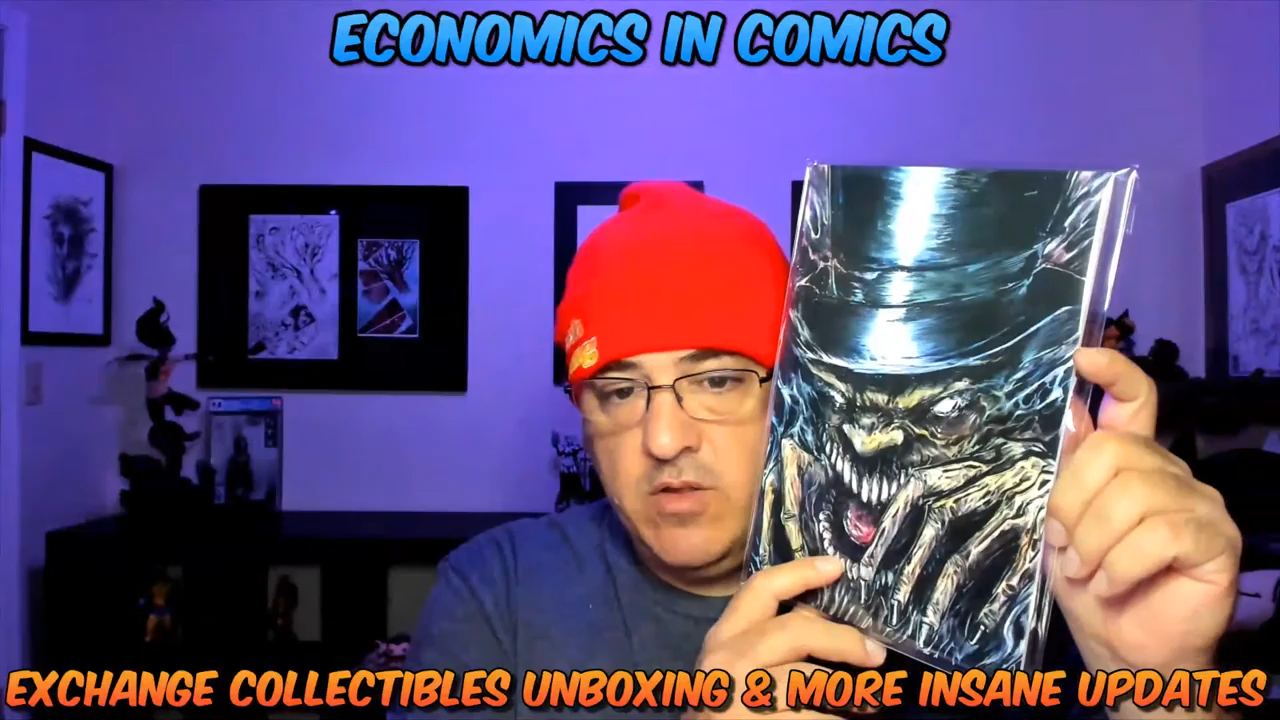 ECONOMICS IN COMICS
EXCHANGE COLLECTIBLES UNBOXING & MORE INSANE UPDATES